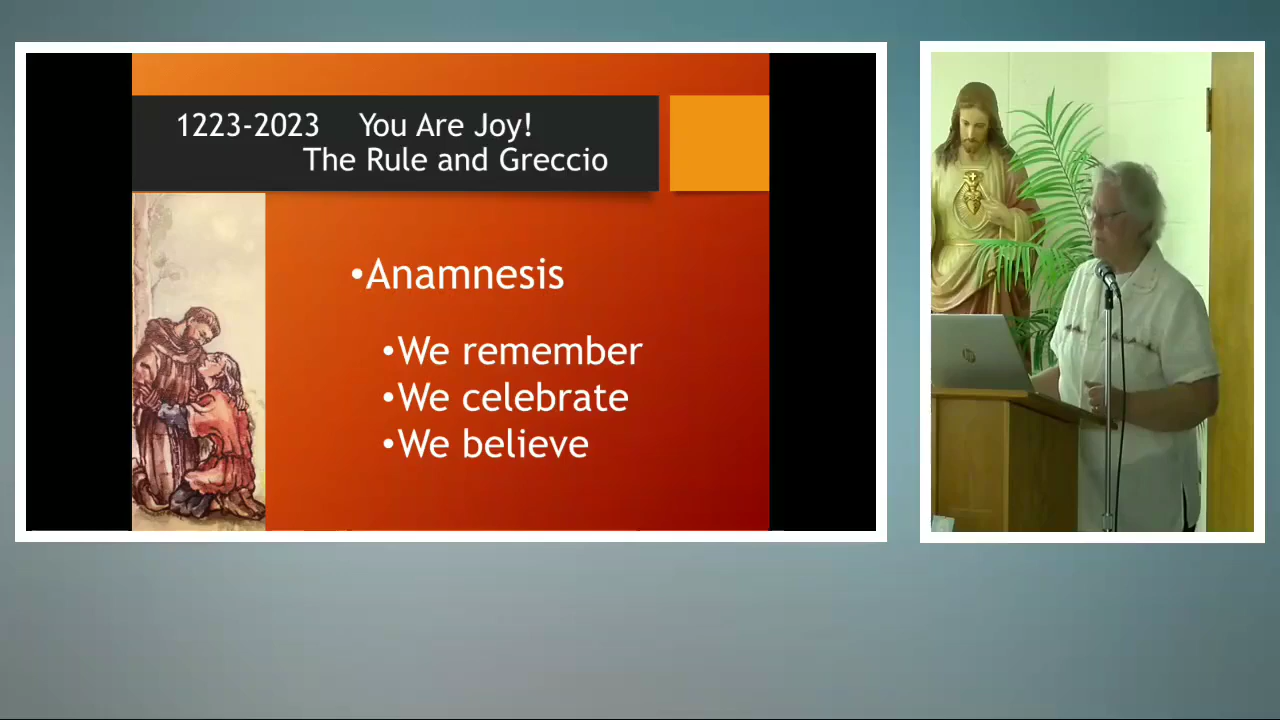 1223-2023 You Are Joy!
The Rule and Greccio
•Anamnesis
•We remember
•We celebrate
•We believe